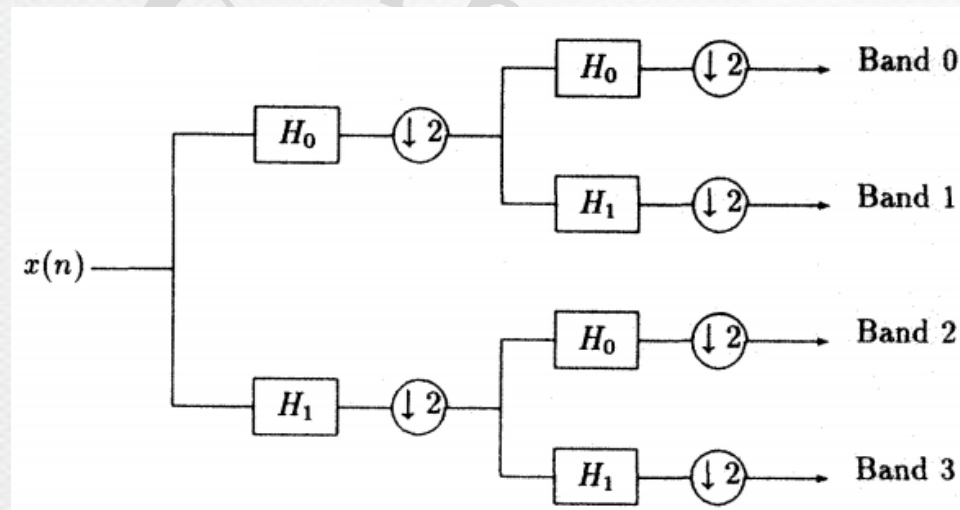 H₀ ↓ 2 Band 0
H₀ ↓ 2
H₁ ↓ 2 Band 1
x(n)
H₀ ↓ 2 Band 2
H₁ ↓ 2
H₁ ↓ 2 Band 3